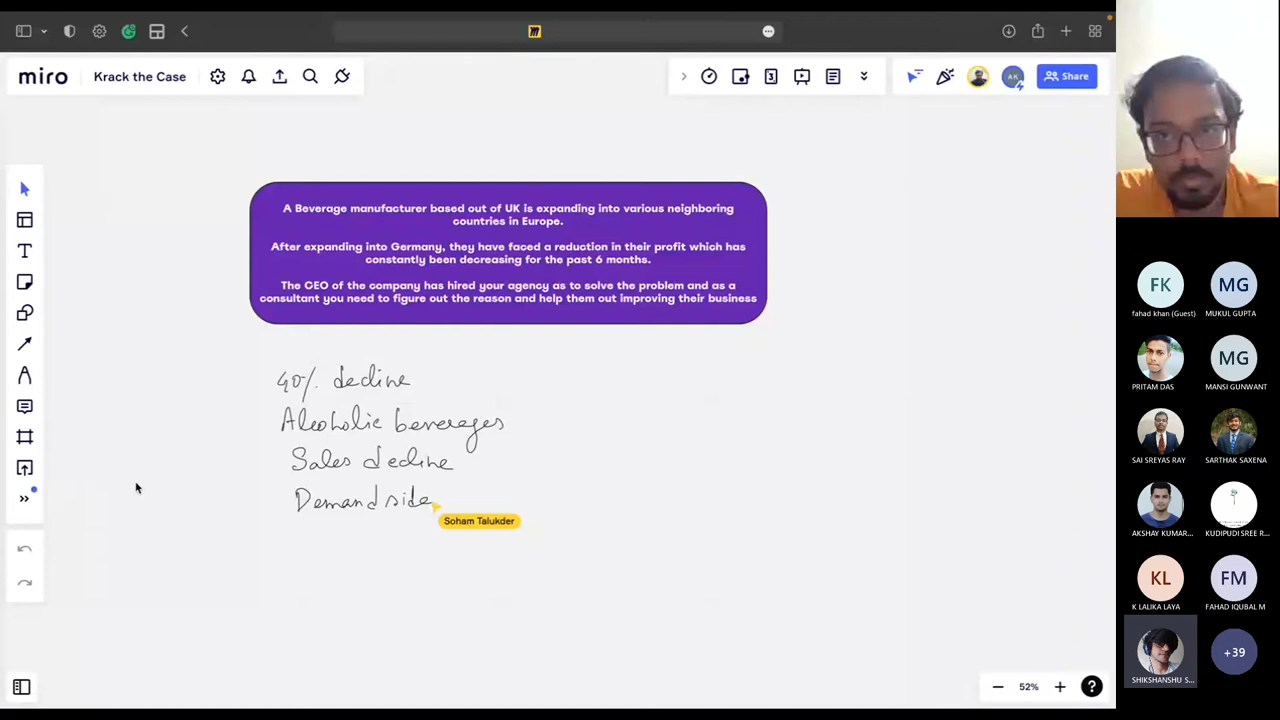 miro
Krack the Case
3
AK
Share
A Beverage manufacturer based out of UK is expanding into various neighboring
countries in Europe.
After expanding into Germany, they have faced a reduction in their profit which has
constantly been decreasing for the past 6 months.
The CEO of the company has hired your agency as to solve the problem and as a
consultant you need to figure out the reason and help them out improving their business
40% decline
Alcoholic beverages
Sales decline
Demand side
Soham Talukder
FK
MG
fahad khan (Guest)
MUKUL GUPTA
MG
PRITAM DAS
MANSI GUNWANT
SAI SREYAS RAY
SARTHAK SAXENA
AKSHAY KUMAR...
KUDIPUDI SREE R...
KL
FM
K LALIKA LAYA
FAHAD IQUBAL M
+39
SHIKSHANSHU S...
52%
?